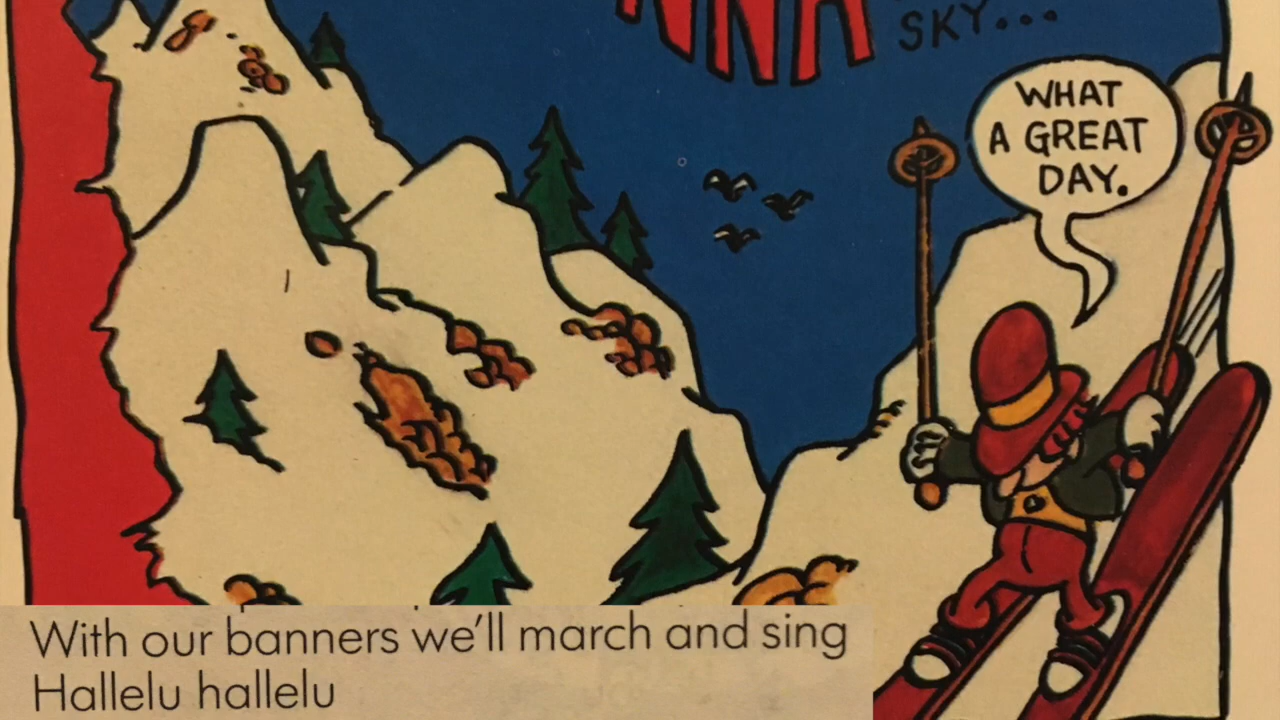 SKY...
WHAT
A GREAT
DAY.
With our banners we'll march and sing
Hallelu hallelu